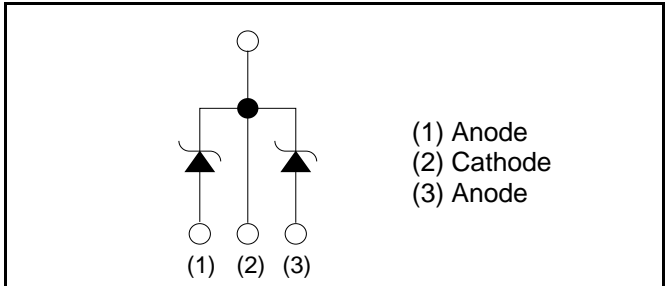 (1) Anode
(2) Cathode
(3) Anode
(1) (2) (3)